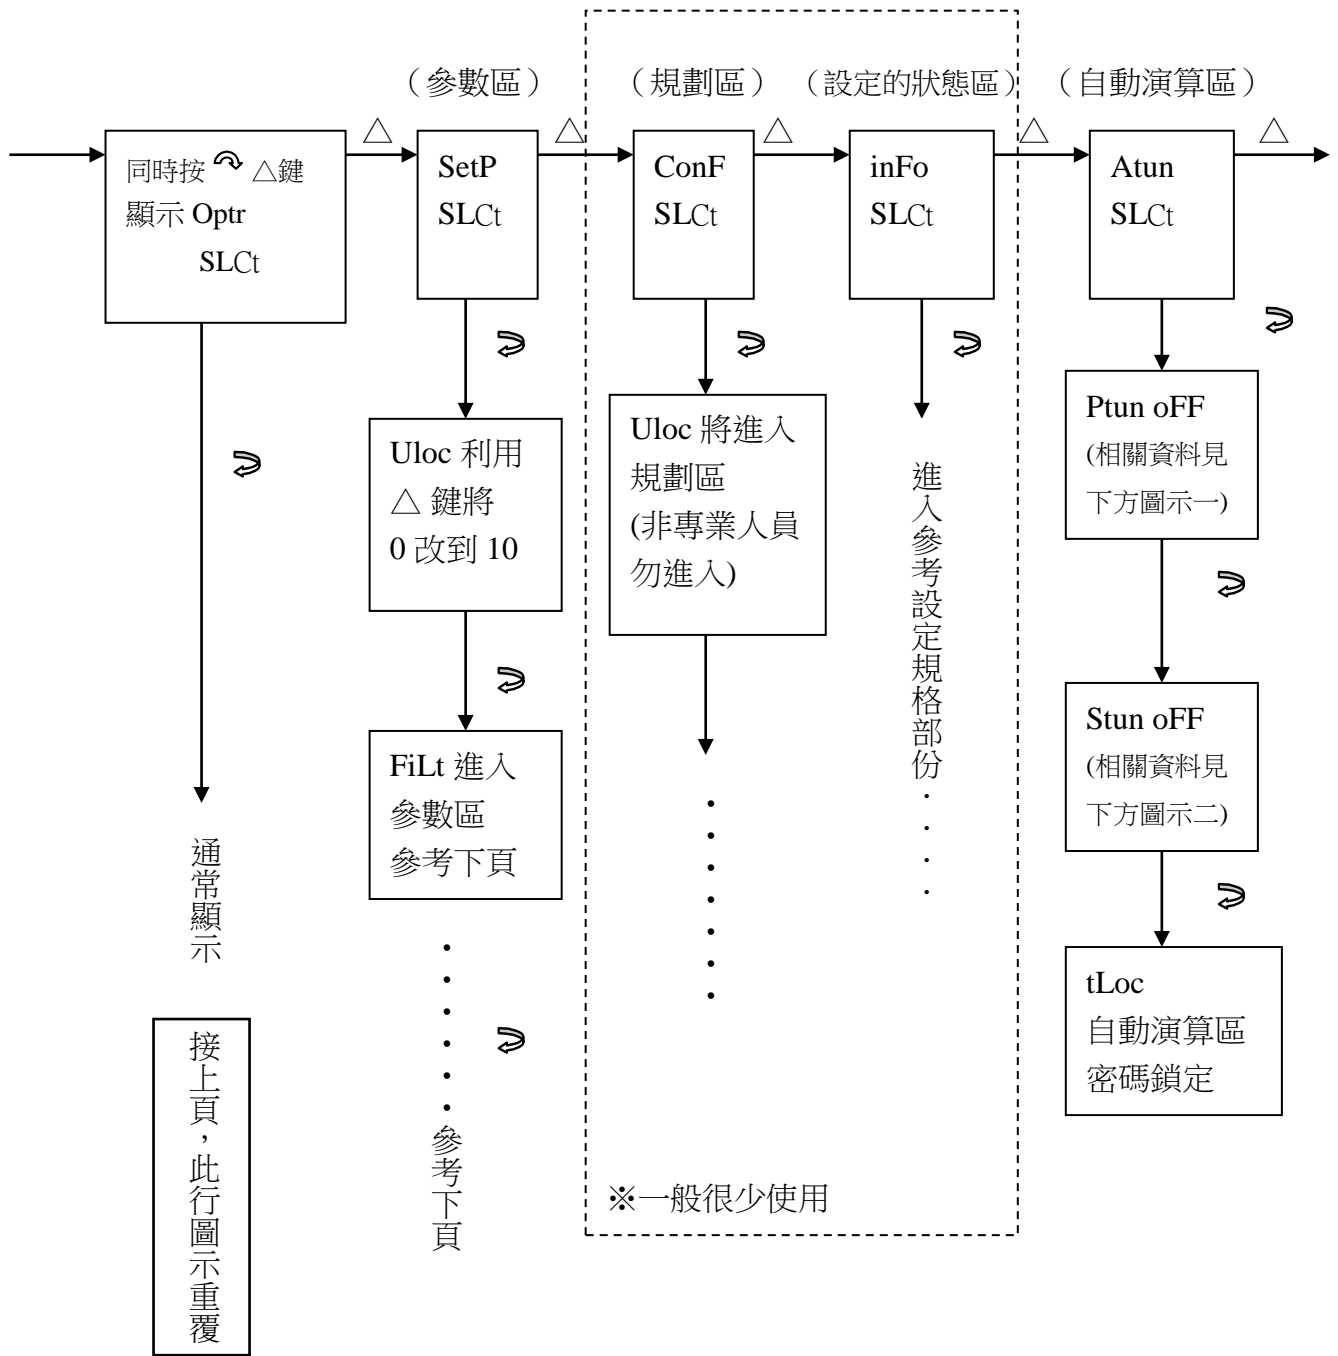 (參數區)
(規劃區)
(設定的狀態區)
(自動演算區)
同時按 △鍵
顯示 Optr
SLCt
△
SetP
SLCt
△
ConF
SLCt
△
inFo
SLCt
△
Atun
SLCt
△
通常顯示
接上頁，此行圖示重覆
Uloc 利用
△ 鍵將
0 改到 10
FiLt 進入
參數區
參考下頁
・・・・・・參考下頁
Uloc 將進入
規劃區
(非專業人員
勿進入)
・・・・・・・・
進入參考設定規格部份．．．．
※一般很少使用
Ptun oFF
(相關資料見
下方圖示一)
Stun oFF
(相關資料見
下方圖示二)
tLoc
自動演算區
密碼鎖定